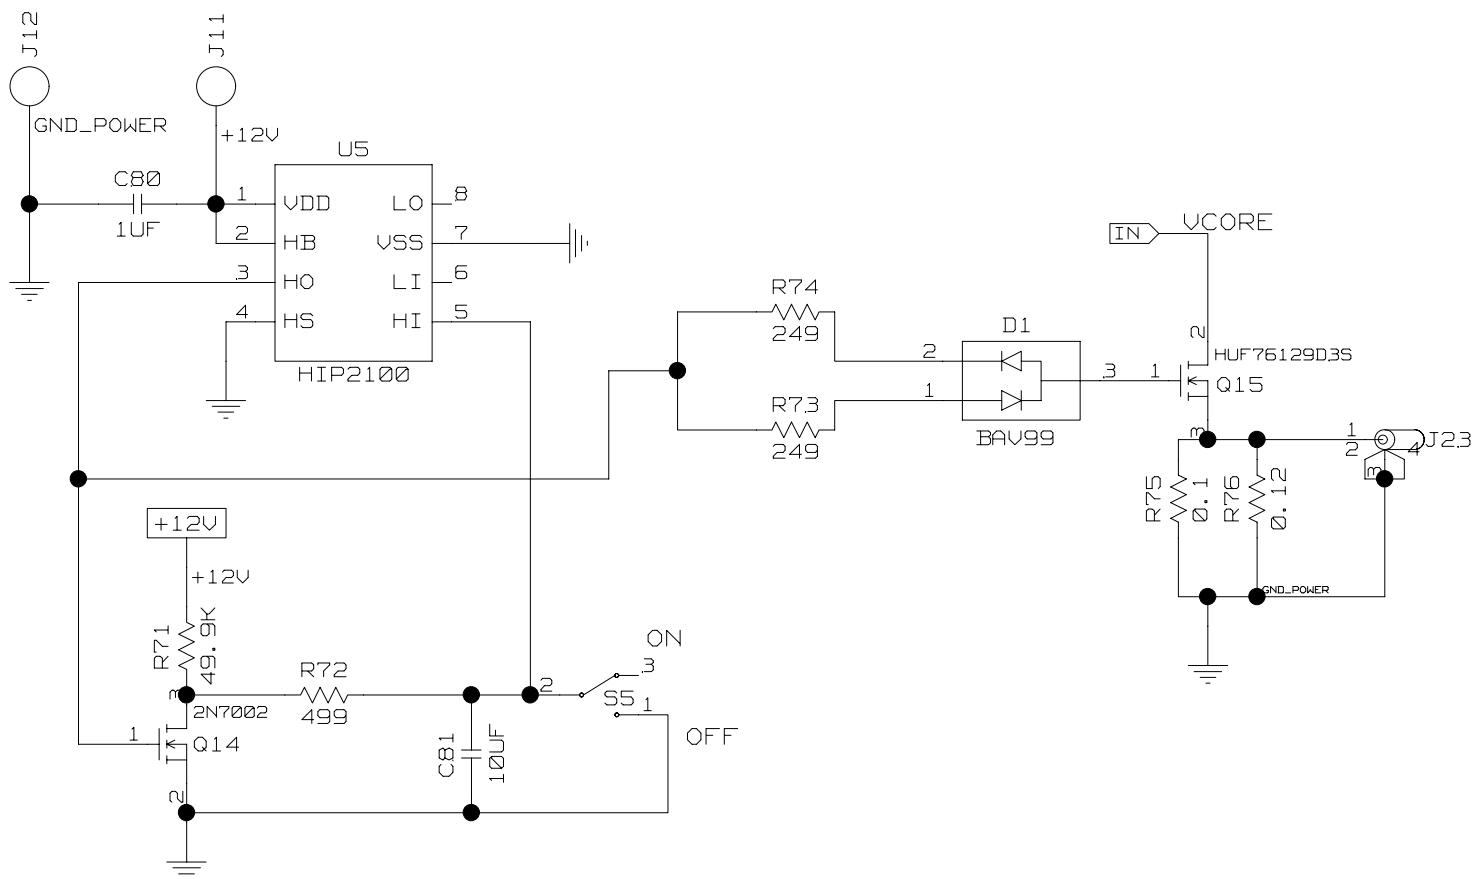 J12
J11
GND_POWER
+12V
U5
C80
1UF
1 VDD LO 8
2 HB VSS 7
3 HO LI 6
4 HS HI 5
HIP2100
IN
VCORE
R74
249
D1
2
2
HUF76129D3S
3
1
Q15
R73
249
1
BAV99
3
1
2
4
J23
3
R75
0.1
R76
0.12
GND_POWER
+12V
+12V
R71
49.9K
3
R72
499
2N7002
1
Q14
2
C81
10UF
ON
3
2
S5
1
OFF